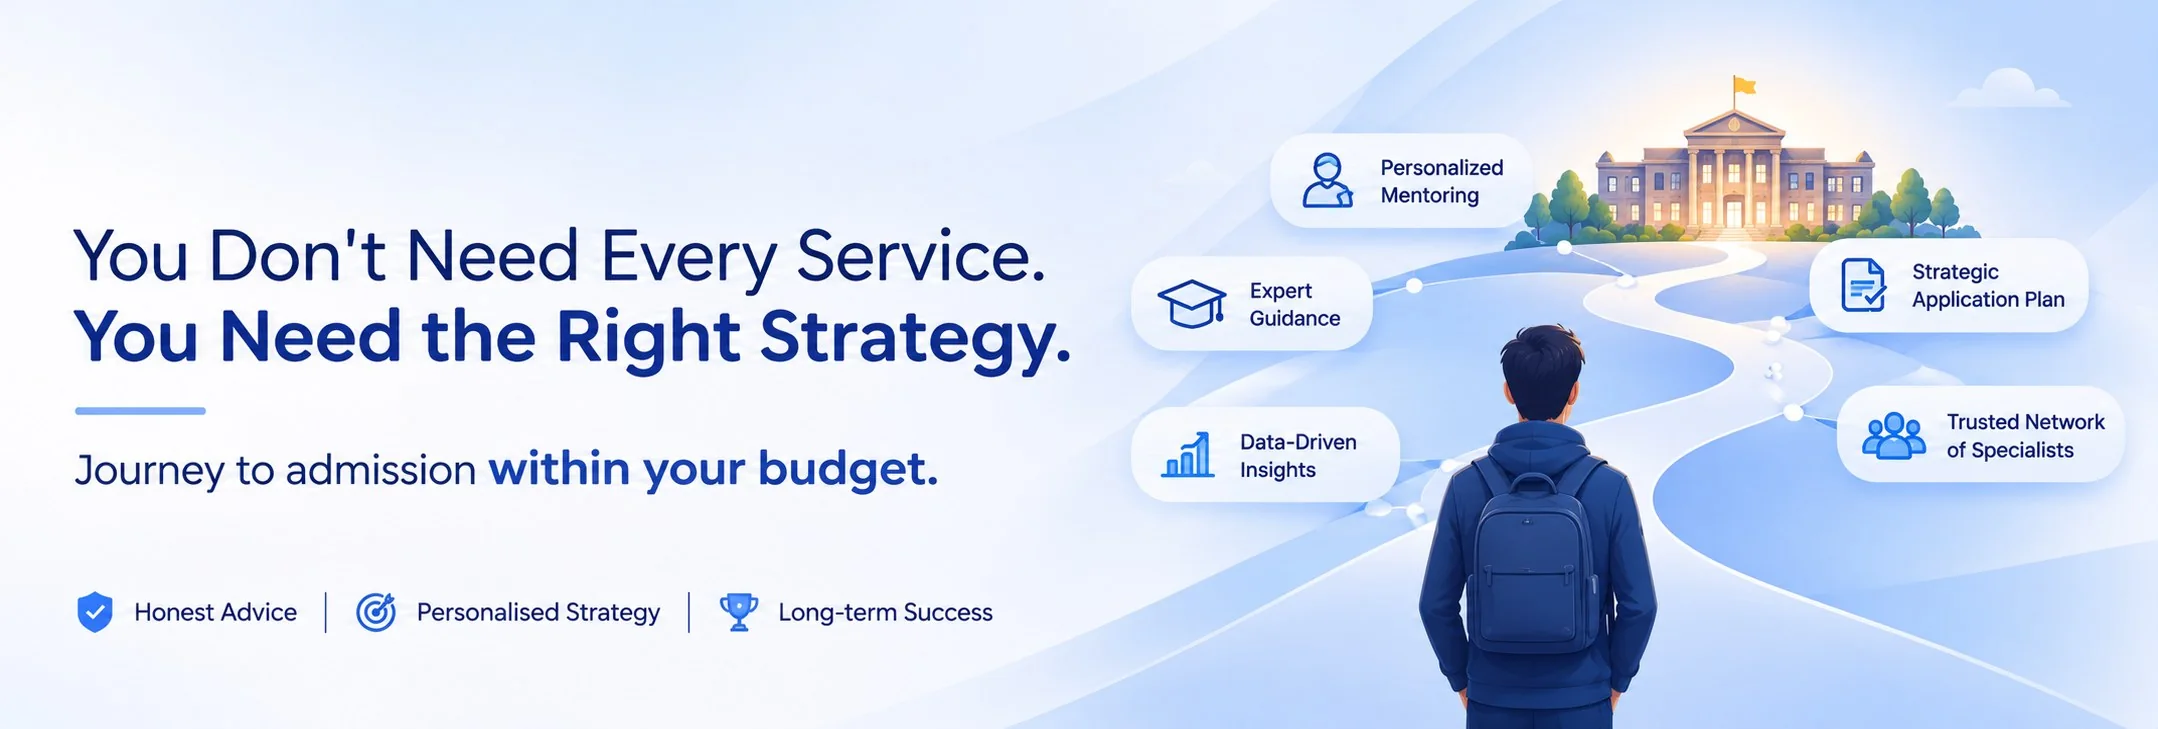 You Don't Need Every Service.
You Need the Right Strategy.
Journey to admission within your budget.
Honest Advice
Personalised Strategy
Long-term Success
Personalized
Mentoring
Expert
Guidance
Data-Driven
Insights
Strategic
Application Plan
Trusted Network
of Specialists